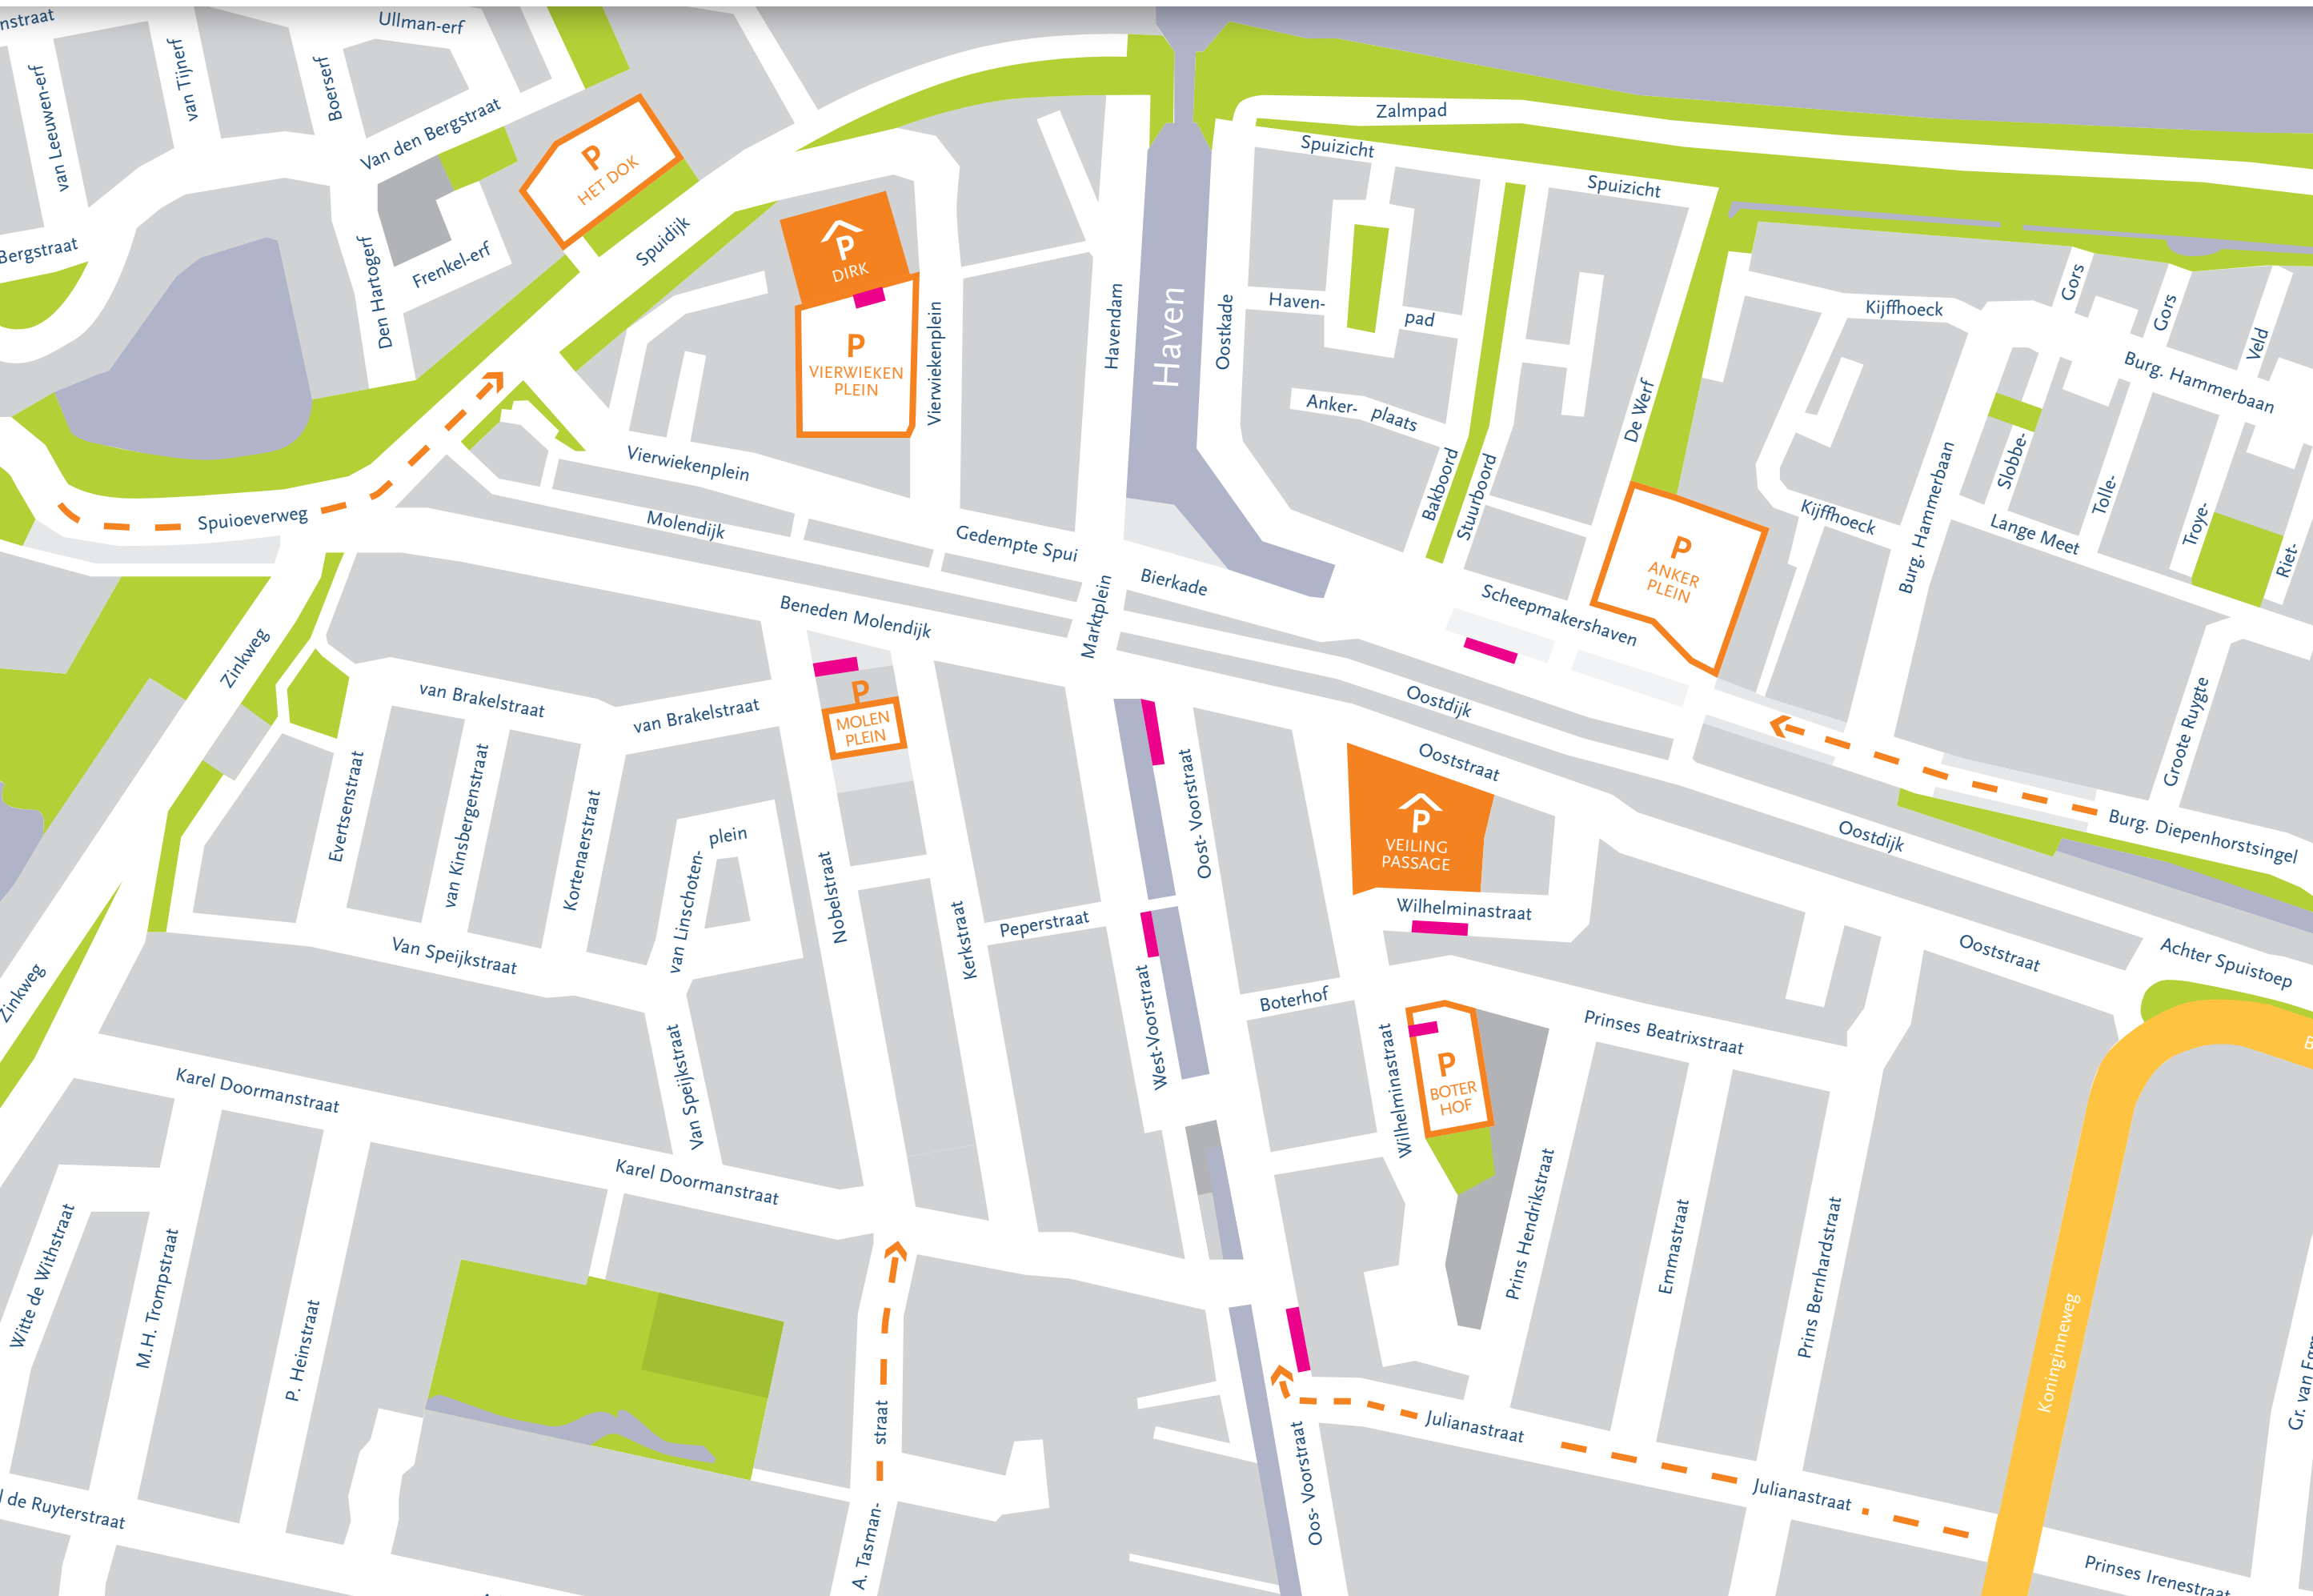 Ullman-erf
van Leeuwen-erf
van Tijnerf
Boerserf
Van den Bergstraat
Bergstraat
Den Hartogerf
Frenkel-erf
P
HET DOK
Spuidijk
P
DIRK
P
VIERWIEKEN
PLEIN
Vierwiekenplein
Vierwiekenplein
Havendam
Haven
Oostkade
Zalmpad
Spuizicht
Spuizicht
Haven-
pad
Anker-
plaats
Bakboord
Stuurboord
De Werf
Kijffhoeck
Kijffhoeck
Gors
Gors
Veld
Burg. Hammerbaan
Burg. Hammerbaan
Slobbe-
Tolle-
Troye-
Riet-
Lange Meet
Groote Ruygte
P
ANKER
PLEIN
Spuioeverweg
Molendijk
Gedempte Spui
Bierkade
Marktplein
Beneden Molendijk
Scheepmakershaven
Oostdijk
Oostdijk
Burg. Diepenhorstsingel
Achter Spuistoep
Zinkweg
Zinkweg
van Brakelstraat
van Brakelstraat
P
MOLEN
PLEIN
Evertsenstraat
van Kinsbergenstraat
Kortenaerstraat
van Linschoten-
plein
Nobelstraat
Kerkstraat
Peperstraat
Oost- Voorstraat
West-Voorstraat
Ooststraat
Ooststraat
P
VEILING
PASSAGE
Wilhelminastraat
Wilhelminastraat
Boterhof
P
BOTER
HOF
Prinses Beatrixstraat
Van Speijkstraat
Van Speijkstraat
Karel Doormanstraat
Karel Doormanstraat
Witte de Withstraat
M.H. Trompstraat
P. Heinstraat
de Ruyterstraat
A. Tasman-
straat
Prins Hendrikstraat
Emmastraat
Prins Bernhardstraat
Koninginneweg
Julianastraat
Julianastraat
Oos- Voorstraat
Prinses Irenestraat